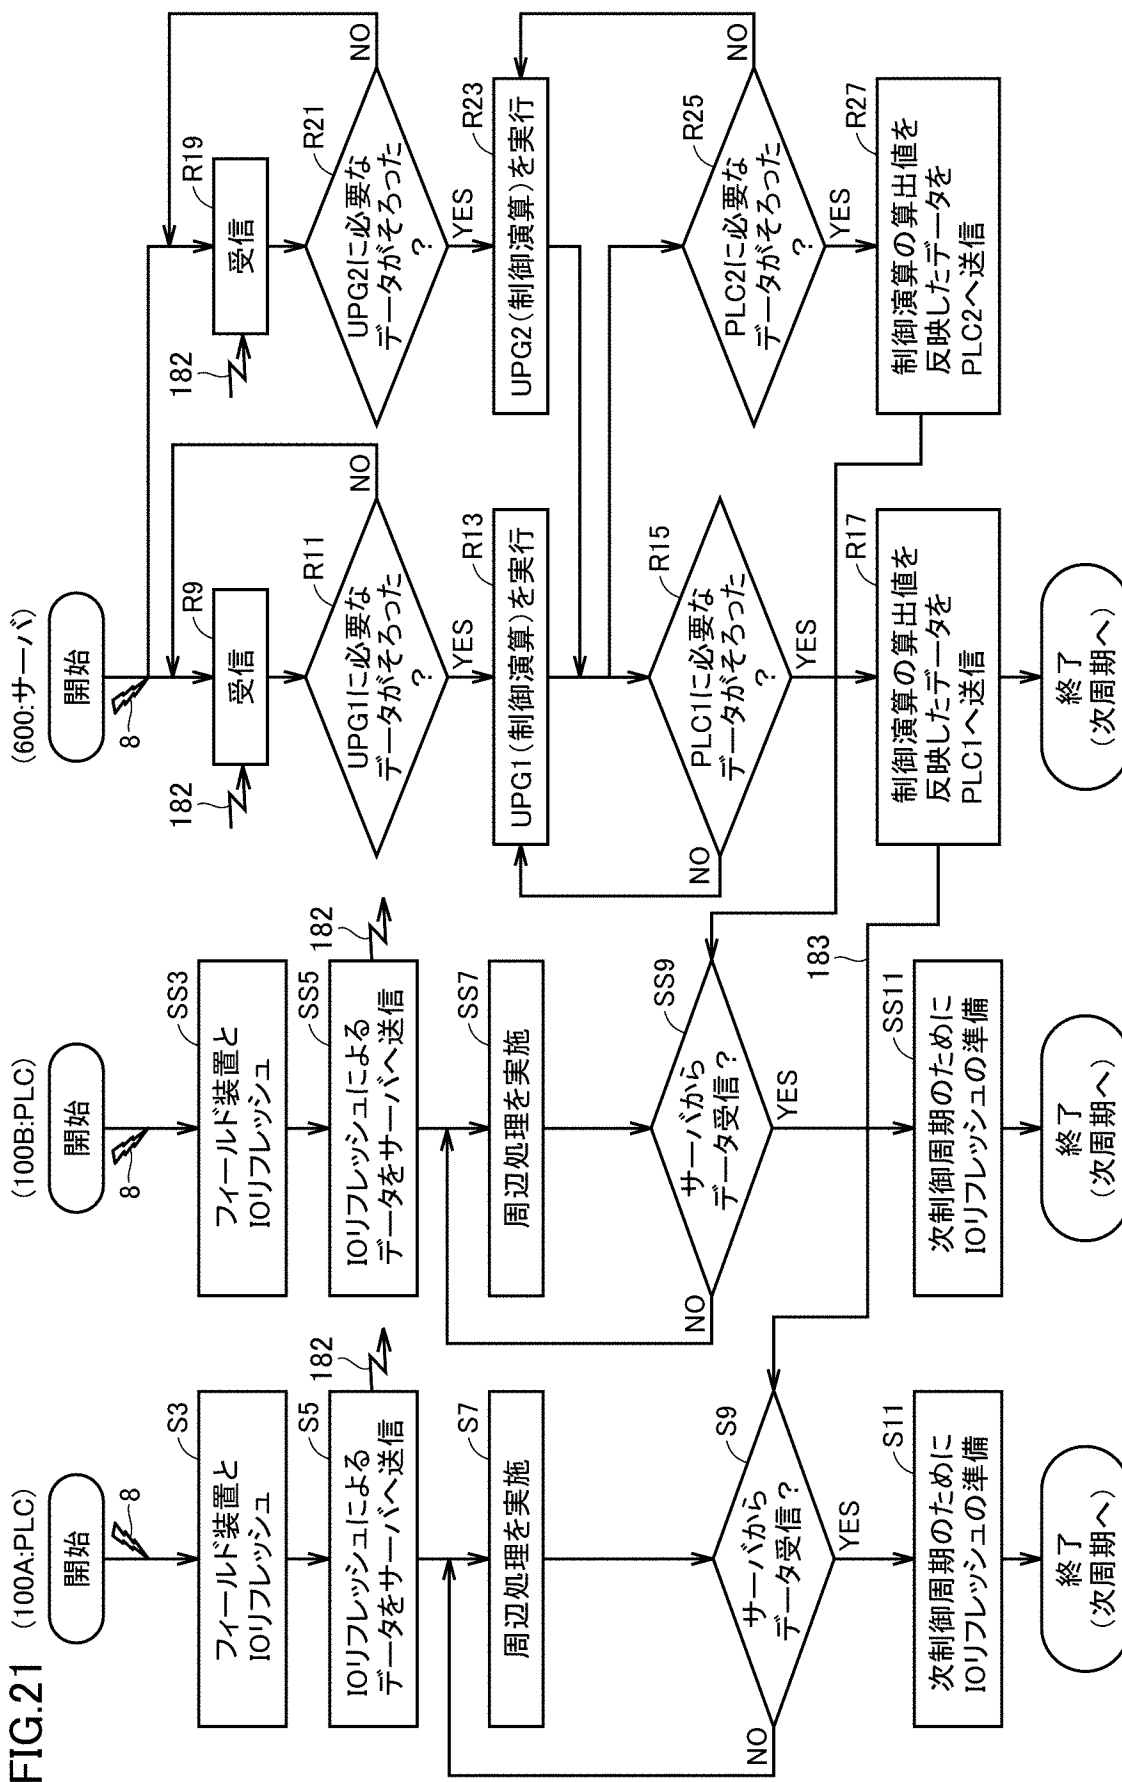 FIG.21
(100A:PLC)
開始
8
S3
フィールド装置と
IOリフレッシュ
S5
IOリフレッシュによる
データをサーバへ送信
182
S7
周辺処理を実施
S9
サーバから
データ受信?
NO
YES
S11
次制御周期のために
IOリフレッシュの準備
終了
(次周期へ)
(100B:PLC)
開始
8
SS3
フィールド装置と
IOリフレッシュ
SS5
IOリフレッシュによる
データをサーバへ送信
182
SS7
周辺処理を実施
SS9
サーバから
データ受信?
NO
YES
183
SS11
次制御周期のために
IOリフレッシュの準備
終了
(次周期へ)
(600:サーバ)
開始
8
R9
受信
182
R11
UPG1に必要な
データがそろった
?
NO
YES
R13
UPG1(制御演算)を実行
R15
PLC1に必要な
データがそろった
?
NO
YES
R17
制御演算の算出値を
反映したデータを
PLC1へ送信
終了
(次周期へ)
R19
受信
182
R21
UPG2に必要な
データがそろった
?
NO
YES
R23
UPG2(制御演算)を実行
R25
PLC2に必要な
データがそろった
?
NO
YES
R27
制御演算の算出値を
反映したデータを
PLC2へ送信